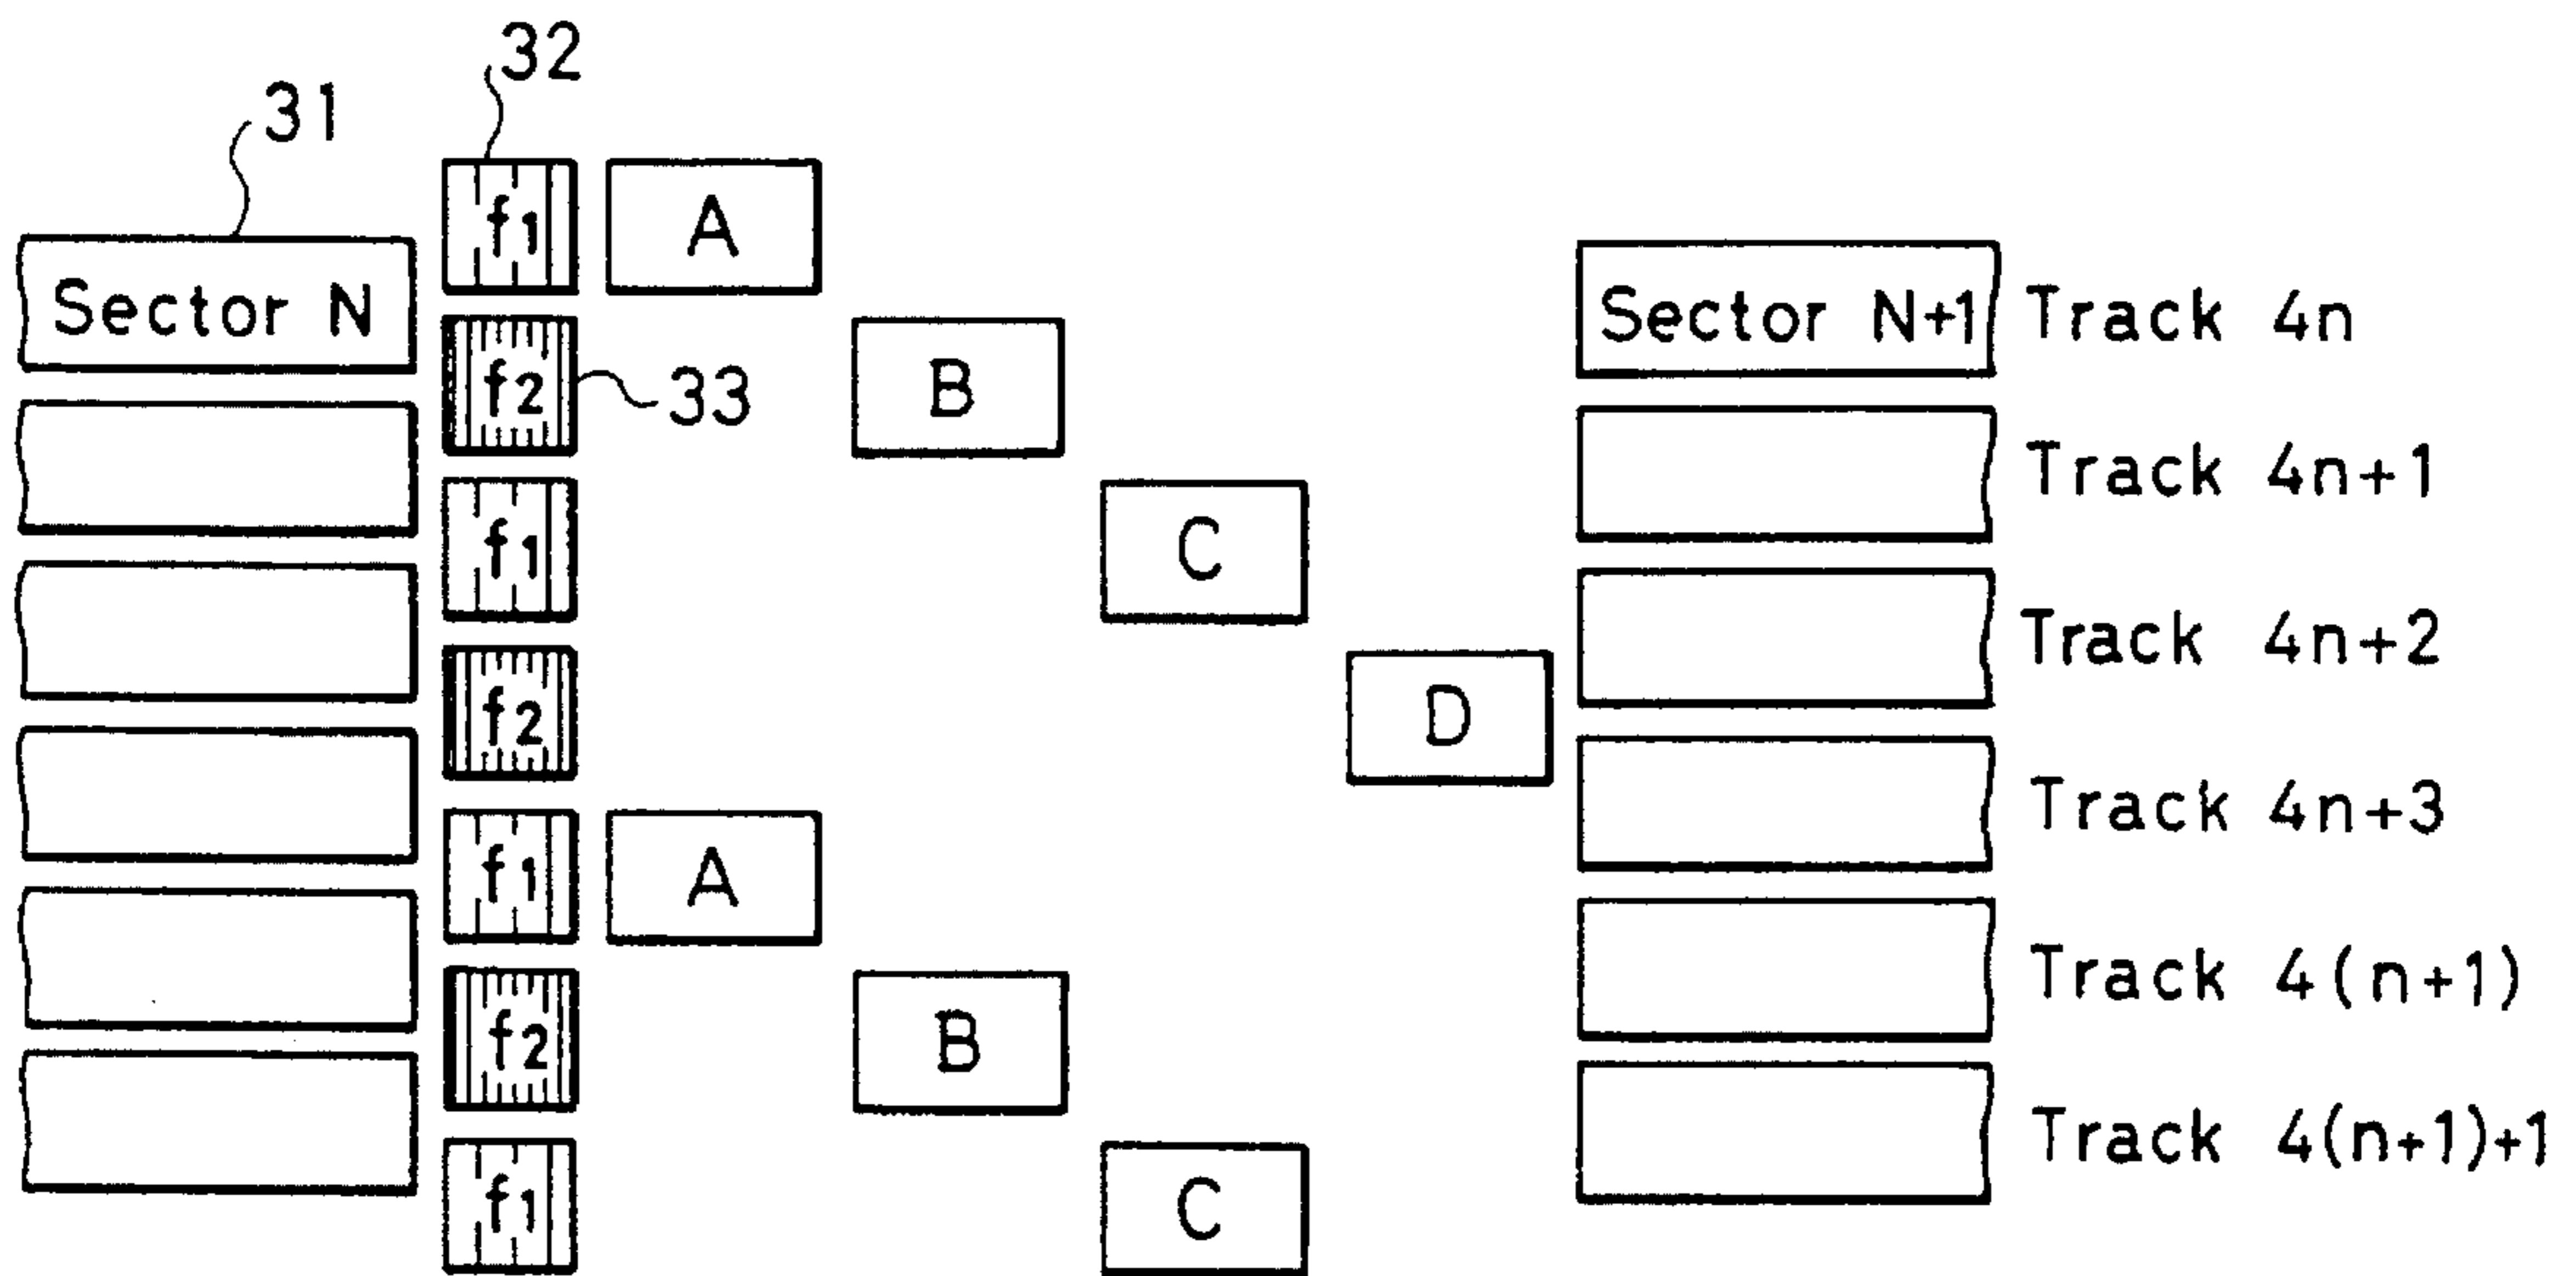 32
31
f1 A
Sector N Sector N+1 Track 4n
f2 33 B
Track 4n+1
f1 C
Track 4n+2
f2 D
Track 4n+3
f1 A
Track 4(n+1)
f2 B
Track 4(n+1)+1
f1 C